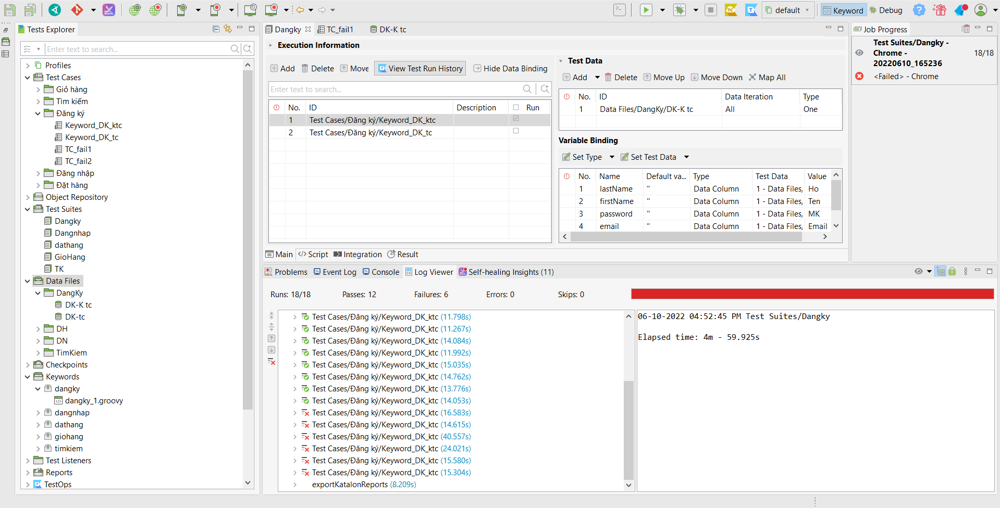 default
Keyword
Debug
Tests Explorer
Enter text to search...
Profiles
Test Cases
Giỏ hàng
Tìm kiếm
Đăng ký
Keyword_DK_ktc
Keyword_DK_tc
TC_fail1
TC_fail2
Đăng nhập
Đặt hàng
Object Repository
Test Suites
Dangky
Dangnhap
dathang
GioHang
TK
Data Files
DangKy
DK-K tc
DK-tc
DH
DN
TimKiem
Checkpoints
Keywords
dangky
dangky_1.groovy
dangnhap
dathang
giohang
timkiem
Test Listeners
Reports
TestOps
Dangky TC_fail1 DK-K tc
Execution Information
Add Delete Move View Test Run History Hide Data Binding
Enter text to search...
No. ID Description Run
1 Test Cases/Đăng ký/Keyword_DK_ktc
2 Test Cases/Đăng ký/Keyword_DK_tc
Test Data
Add Delete Move Up Move Down Map All
No. ID Data Iteration Type
1 Data Files/DangKy/DK-K tc All One
Variable Binding
Set Type Set Test Data
No. Name Default va... Type Test Data Value
1 lastName '' Data Column 1 - Data Files, Ho
2 firstName '' Data Column 1 - Data Files, Ten
3 password '' Data Column 1 - Data Files, MK
4 email '' Data Column 1 - Data Files, Email
Main Script Integration Result
Job Progress
Test Suites/Dangky -
Chrome - 18/18
20220610_165236
<Failed> - Chrome
Problems Event Log Console Log Viewer Self-healing Insights (11)
Runs: 18/18 Passes: 12 Failures: 6 Errors: 0 Skips: 0
Test Cases/Đăng ký/Keyword_DK_ktc (11.798s)
Test Cases/Đăng ký/Keyword_DK_ktc (11.267s)
Test Cases/Đăng ký/Keyword_DK_ktc (14.084s)
Test Cases/Đăng ký/Keyword_DK_ktc (11.992s)
Test Cases/Đăng ký/Keyword_DK_ktc (15.035s)
Test Cases/Đăng ký/Keyword_DK_ktc (14.762s)
Test Cases/Đăng ký/Keyword_DK_ktc (13.776s)
Test Cases/Đăng ký/Keyword_DK_ktc (14.053s)
Test Cases/Đăng ký/Keyword_DK_ktc (16.583s)
Test Cases/Đăng ký/Keyword_DK_ktc (14.615s)
Test Cases/Đăng ký/Keyword_DK_ktc (40.557s)
Test Cases/Đăng ký/Keyword_DK_ktc (24.021s)
Test Cases/Đăng ký/Keyword_DK_ktc (15.580s)
Test Cases/Đăng ký/Keyword_DK_ktc (15.304s)
exportKatalonReports (8.209s)
06-10-2022 04:52:45 PM Test Suites/Dangky
Elapsed time: 4m - 59.925s